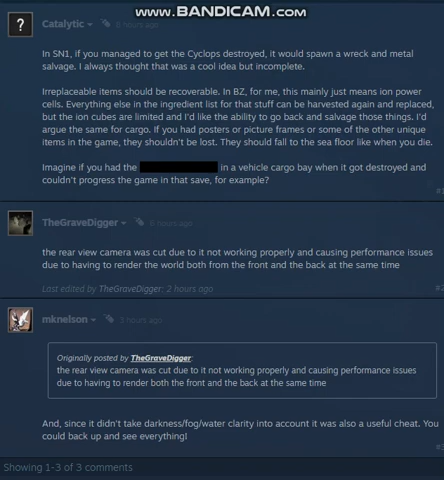 www.BANDICAM.com
?
Catalytic 6 hours ago
In SN1, if you managed to get the Cyclops destroyed, it would spawn a wreck and metal
salvage. I always thought that was a cool idea but incomplete.
Irreplaceable items should be recoverable. In BZ, for me, this mainly just means ion power
cells. Everything else in the ingredient list for that stuff can be harvested again and replaced,
but the ion cubes are limited and I'd like the ability to go back and salvage those things. I'd
argue the same for cargo. If you had posters or picture frames or some of the other unique
items in the game, they shouldn't be lost. They should fall to the sea floor like when you die.
Imagine if you had the in a vehicle cargo bay when it got destroyed and
couldn't progress the game in that save, for example?
#1
TheGraveDigger hours ago
the rear view camera was cut due to it not working properly and causing performance issues
due to having to render the world both from the front and the back at the same time
Last edited by TheGraveDigger; 2 hours ago
#2
mknelson hours ago
Originally posted by TheGraveDigger:
the rear view camera was cut due to it not working properly and causing performance issues
due to having to render both the front and the back at the same time
And, since it didn't take darkness/fog/water clarity into account it was also a useful cheat. You
could back up and see everything!
#3
Showing 1-3 of 3 comments